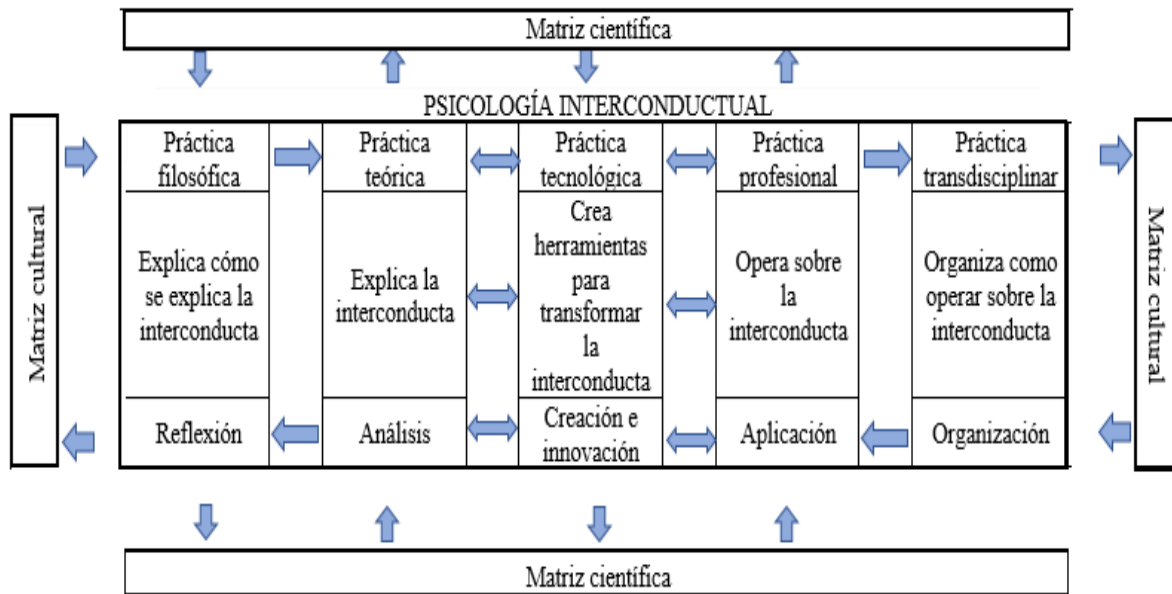 Matriz científica
PSICOLOGÍA INTERCONDUCTUAL
Matriz cultural
Práctica
filosófica
Práctica
teórica
Práctica
tecnológica
Práctica
profesional
Práctica
transdisciplinar
Explica cómo
se explica la
interconducta
Explica la
interconducta
Crea
herramientas
para
transformar
la
interconducta
Opera sobre
la
interconducta
Organiza como
operar sobre la
interconducta
Reflexión
Análisis
Creación e
innovación
Aplicación
Organización
Matriz cultural
Matriz científica